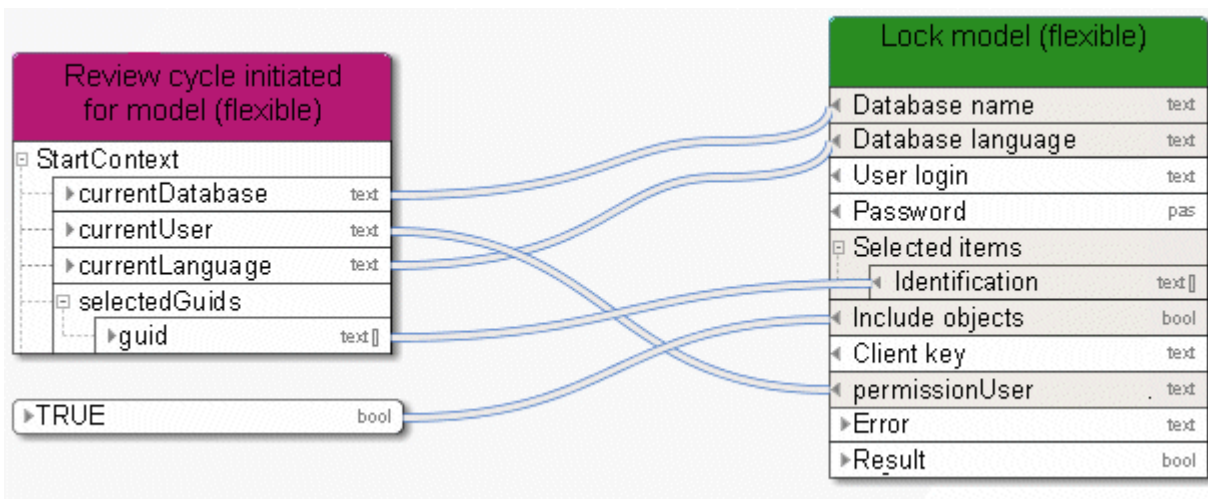 Review cycle initiated
for model (flexible)
StartContext
currentDatabase text
currentUser text
currentLanguage text
selectedGuids
guid text[]
TRUE bool
Lock model (flexible)
Database name text
Database language text
User login text
Password pas
Selected items
Identification text[]
Include objects bool
Client key text
permissionUser . text
Error text
Result bool